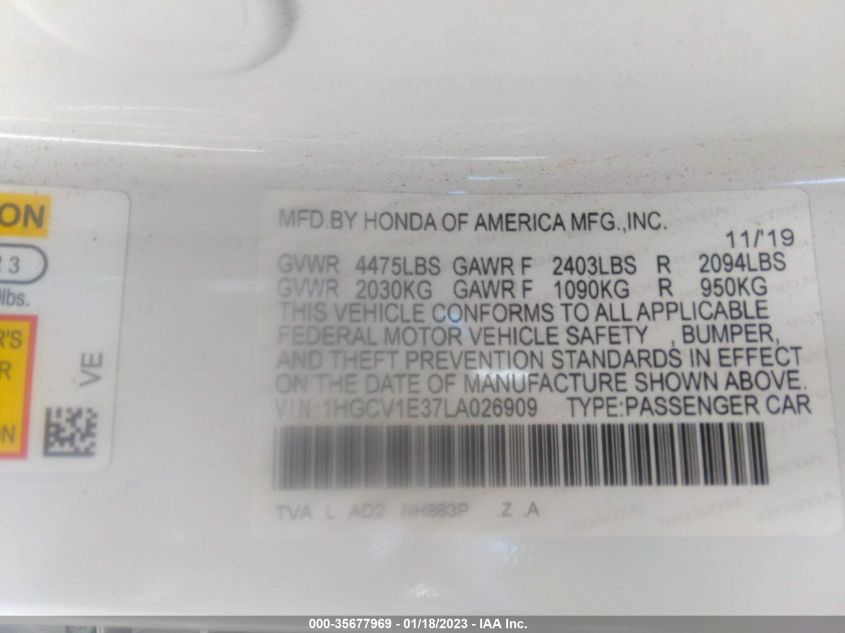 ON
R 3
lbs.
R'S
R
N
VE
MFD.BY HONDA OF AMERICA MFG.,INC.
11/'19
GVWR 4475LBS GAWR F 2403LBS R 2094LBS
GVWR 2030KG GAWR F 1090KG R 950KG
THIS VEHICLE CONFORMS TO ALL APPLICABLE
FEDERAL MOTOR VEHICLE SAFETY , BUMPER,
AND THEFT PREVENTION STANDARDS IN EFFECT
ON THE DATE OF MANUFACTURE SHOWN ABOVE.
VIN:1HGCV1E37LA026909 TYPE:PASSENGER CAR
TVA L AD2 NH883P Z .A
000-35677969 - 01/18/2023 - IAA Inc.